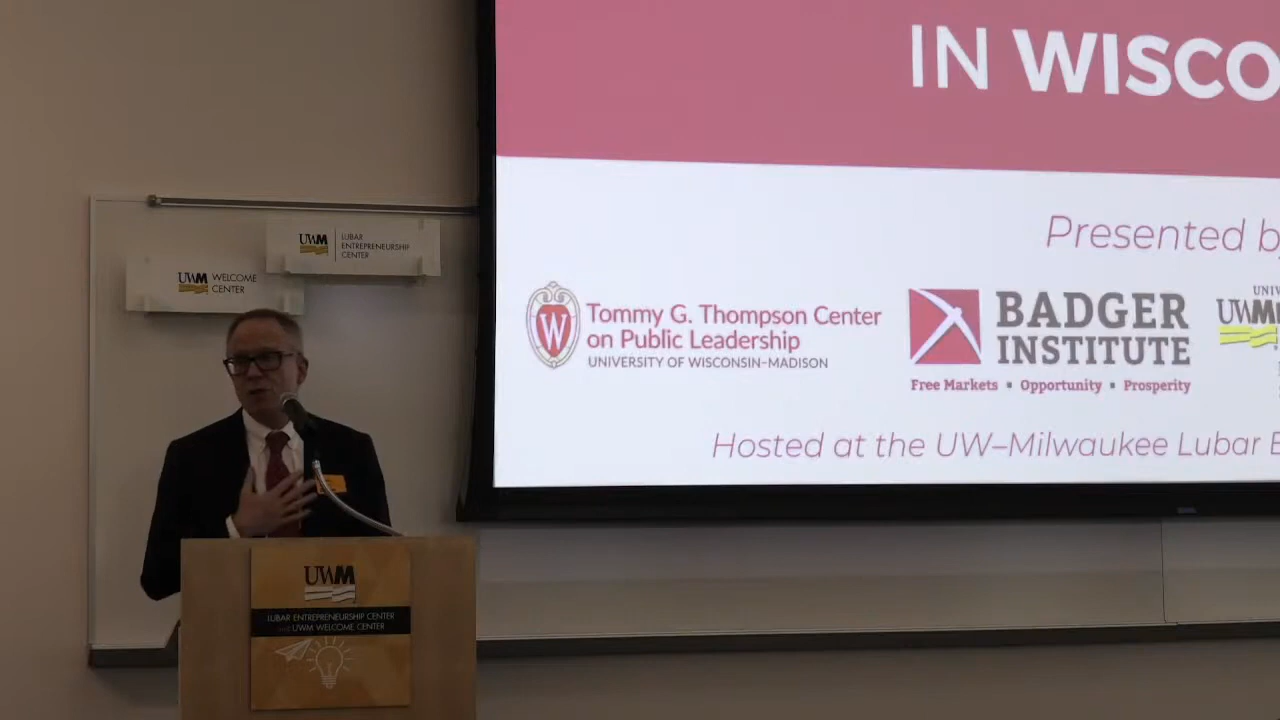 IN WISCO
Presented b
Tommy G. Thompson Center
on Public Leadership
UNIVERSITY OF WISCONSIN–MADISON
W
BADGER
INSTITUTE
Free Markets • Opportunity • Prosperity
UNIV
UWM
Hosted at the UW–Milwaukee Lubar E
UWM
LUBAR
ENTREPRENEURSHIP
CENTER
UWM
WELCOME
CENTER
UWM
LUBAR ENTREPRENEURSHIP CENTER
UWM WELCOME CENTER